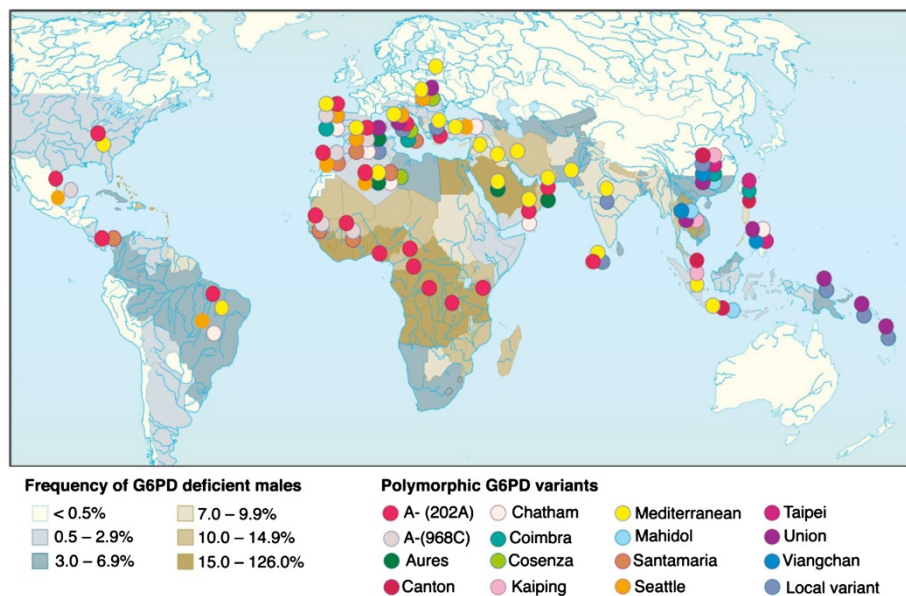 Frequency of G6PD deficient males
< 0.5%
0.5 – 2.9%
3.0 – 6.9%
7.0 – 9.9%
10.0 – 14.9%
15.0 – 126.0%
Polymorphic G6PD variants
A- (202A)
A-(968C)
Aures
Canton
Chatham
Coimbra
Cosenza
Kaiping
Mediterranean
Mahidol
Santamaria
Seattle
Taipei
Union
Viangchan
Local variant